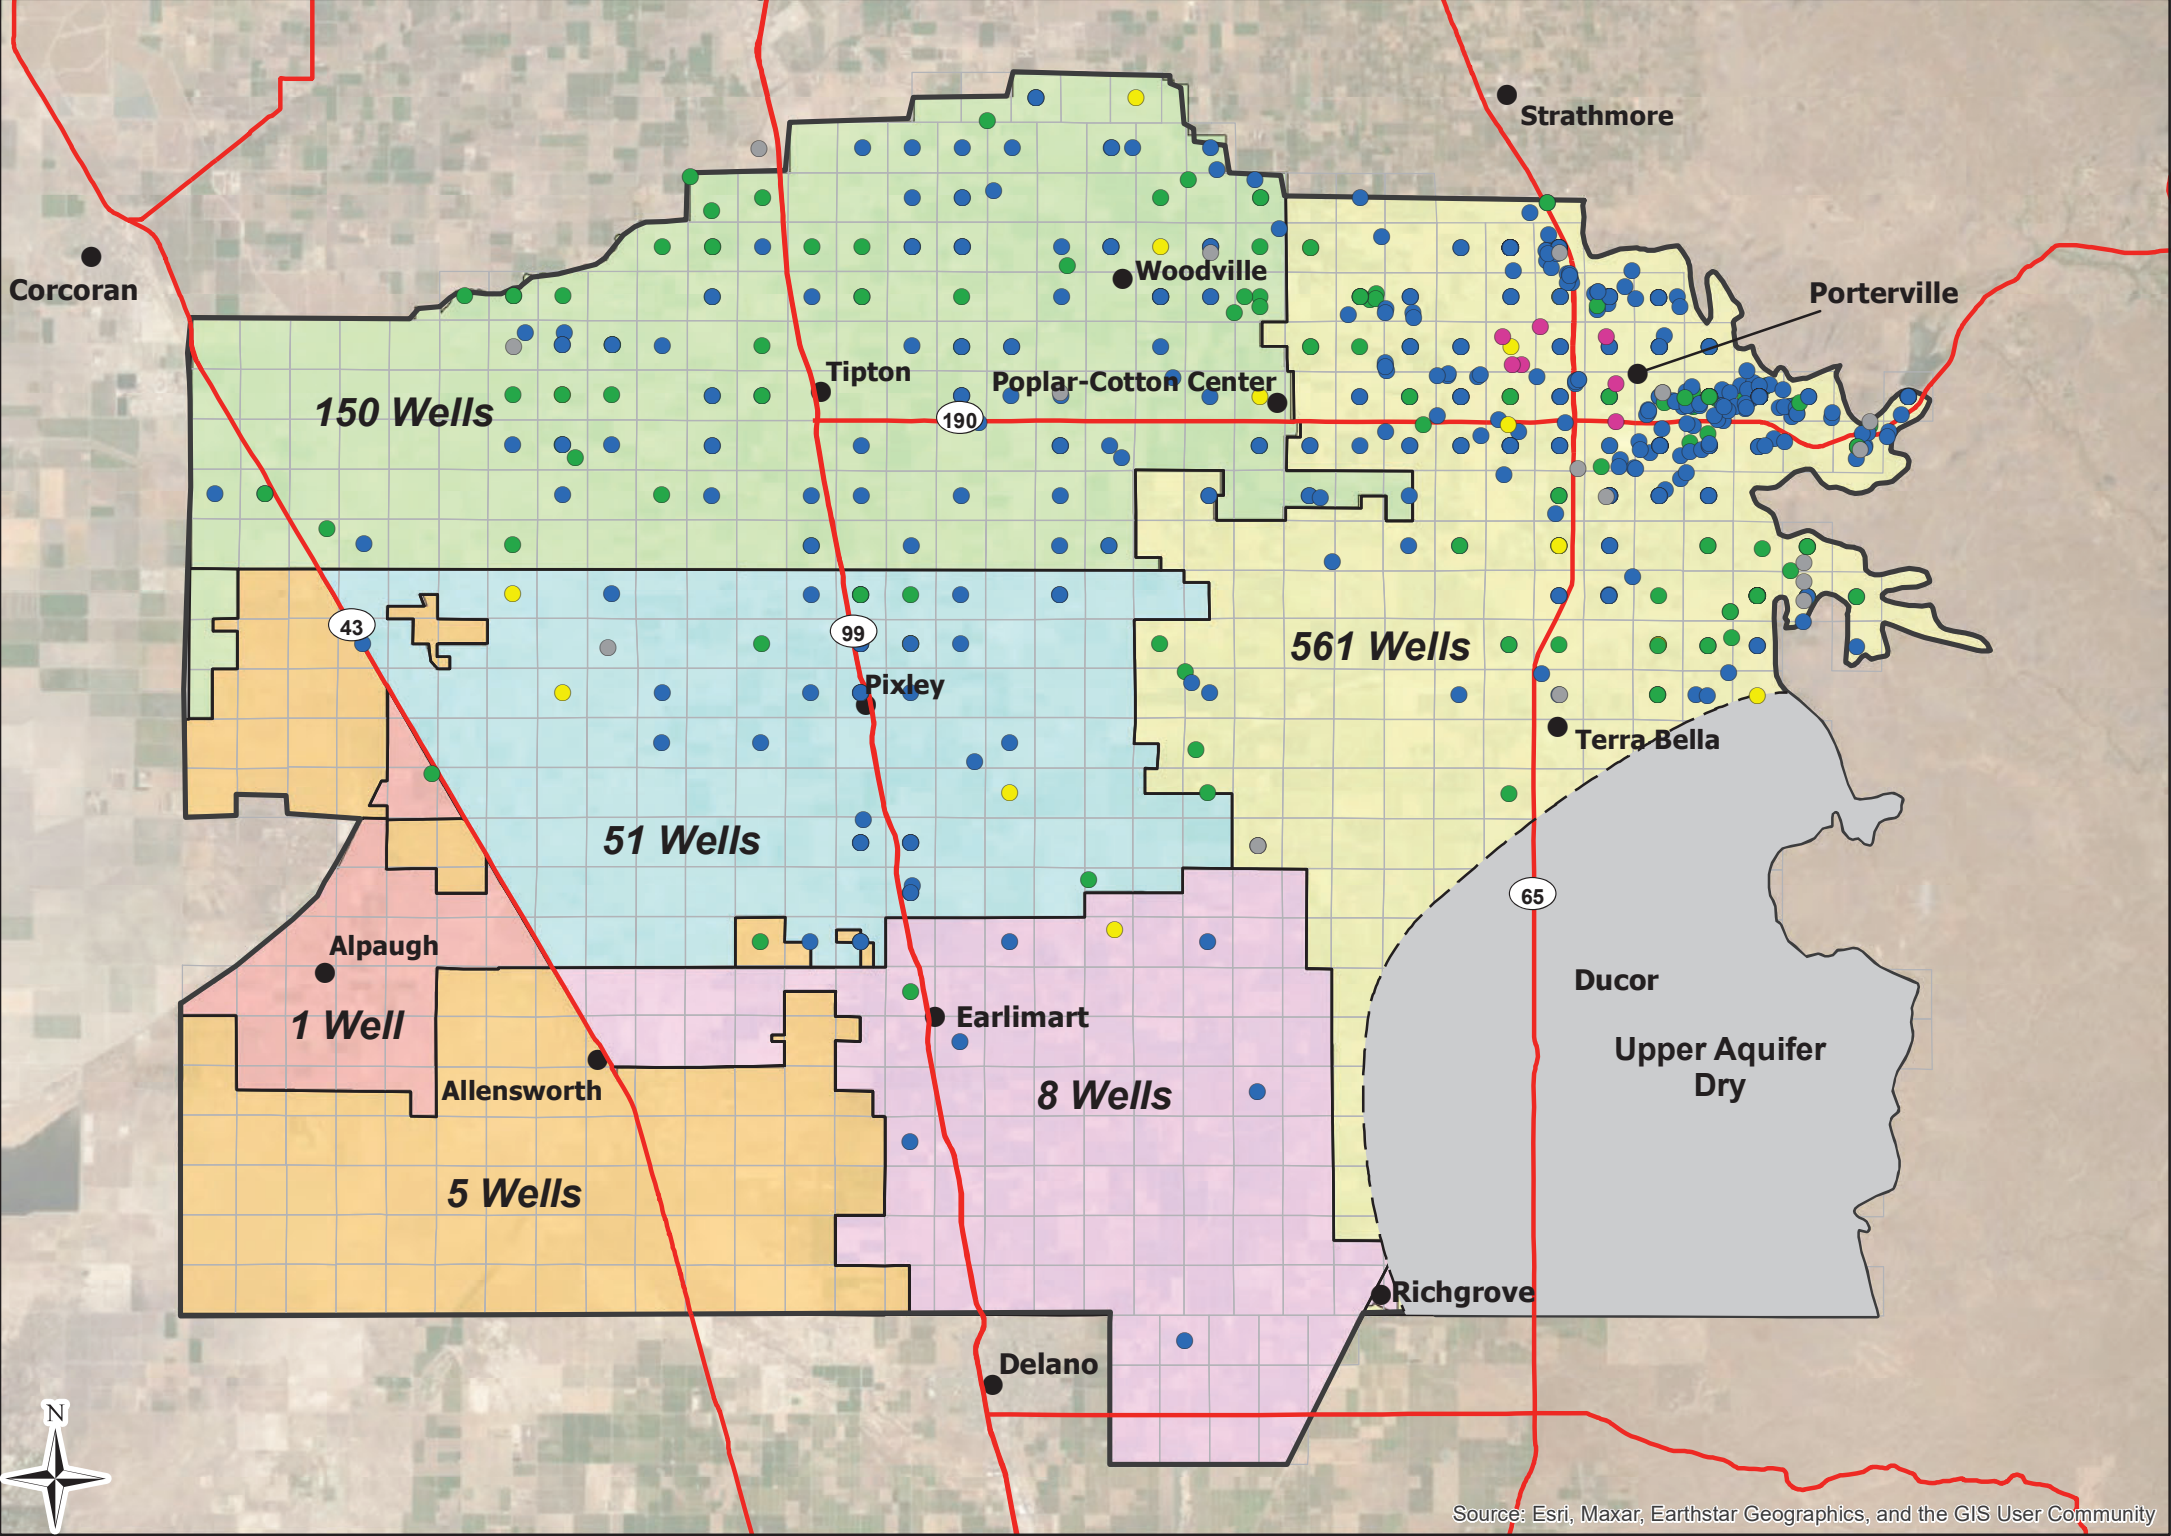 Strathmore
Corcoran
Woodville
Porterville
Tipton
Poplar-Cotton Center
150 Wells
190
43
99
561 Wells
Pixley
Terra Bella
51 Wells
65
Alpaugh
Ducor
1 Well
Earlimart
Upper Aquifer
Dry
Allensworth
8 Wells
5 Wells
Richgrove
Delano
N
Source: Esri, Maxar, Earthstar Geographics, and the GIS User Community